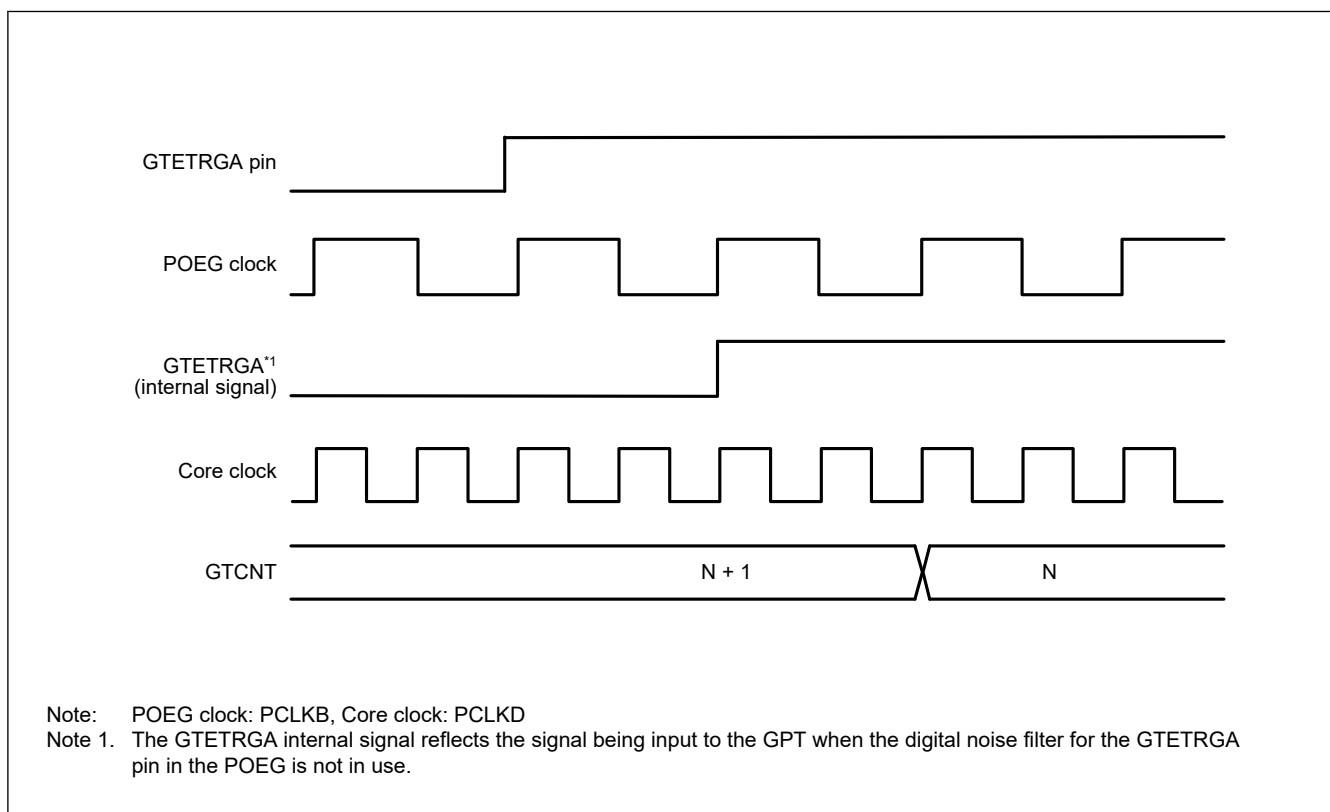 GTETRGA pin
POEG clock
GTETRGA*1
(internal signal)
Core clock
GTCNT
N + 1
N
Note: POEG clock: PCLKB, Core clock: PCLKD
Note 1. The GTETRGA internal signal reflects the signal being input to the GPT when the digital noise filter for the GTETRGA
pin in the POEG is not in use.